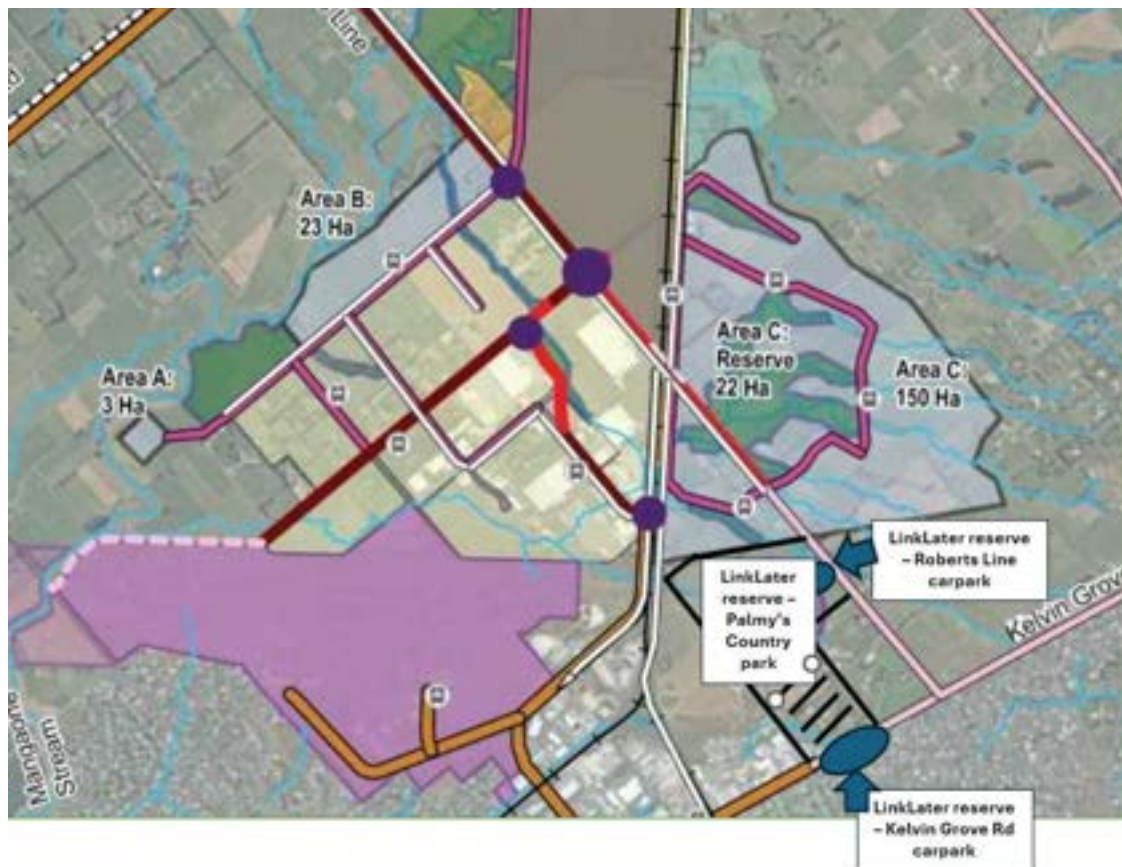 Line
Area B:
23 Ha
Area A:
3 Ha
Area C:
Reserve
22 Ha
Area C:
150 Ha
LinkLater reserve
– Roberts Line
carpark
LinkLater
reserve –
Palmy's
Country
park
Kelvin Grove
Mangaone
Stream
LinkLater reserve
– Kelvin Grove Rd
carpark